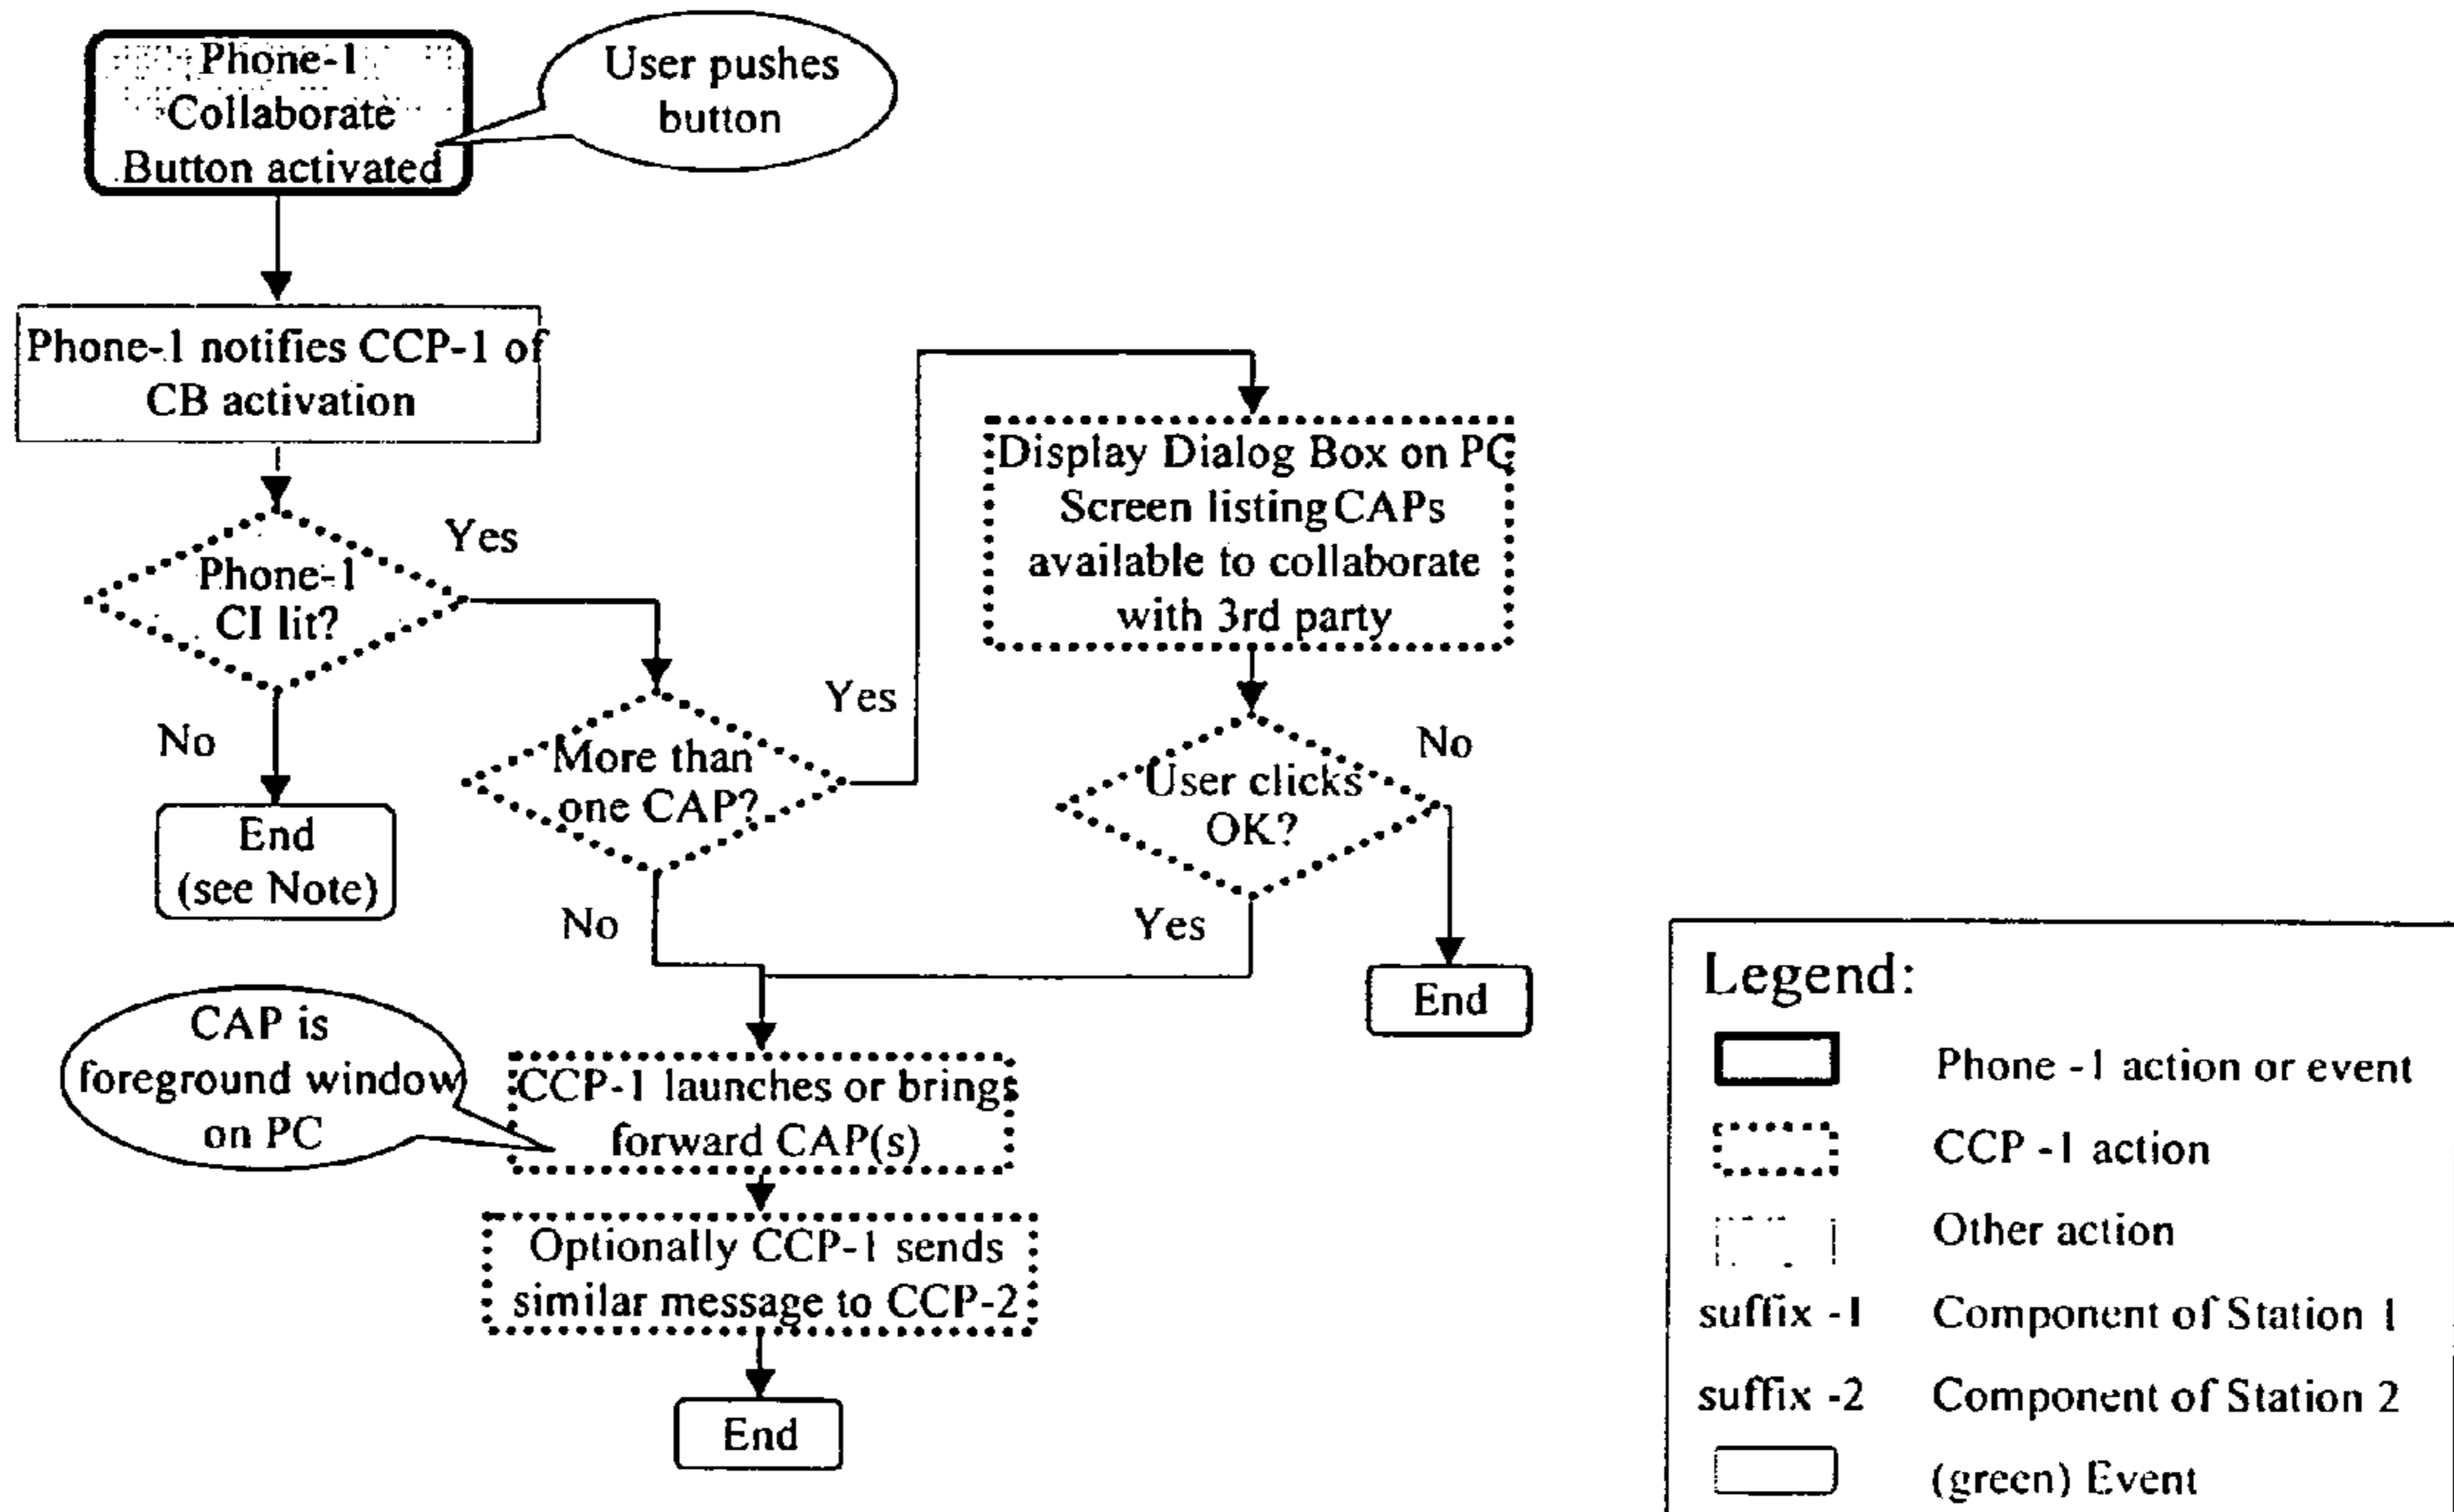 Phone-1
Collaborate
Button activated
User pushes
button
Phone-1 notifies CCP-1 of
CB activation
Phone-1
CI lit?
Yes
No
End
(see Note)
More than
one CAP?
Yes
No
Display Dialog Box on PC
Screen listing CAPs
available to collaborate
with 3rd party
User clicks
OK?
No
Yes
End
CAP is
foreground window
on PC
CCP-1 launches or brings
forward CAP(s)
Optionally CCP-1 sends
similar message to CCP-2
End
Legend:
Phone -1 action or event
CCP -1 action
Other action
suffix -1 Component of Station 1
suffix -2 Component of Station 2
(green) Event